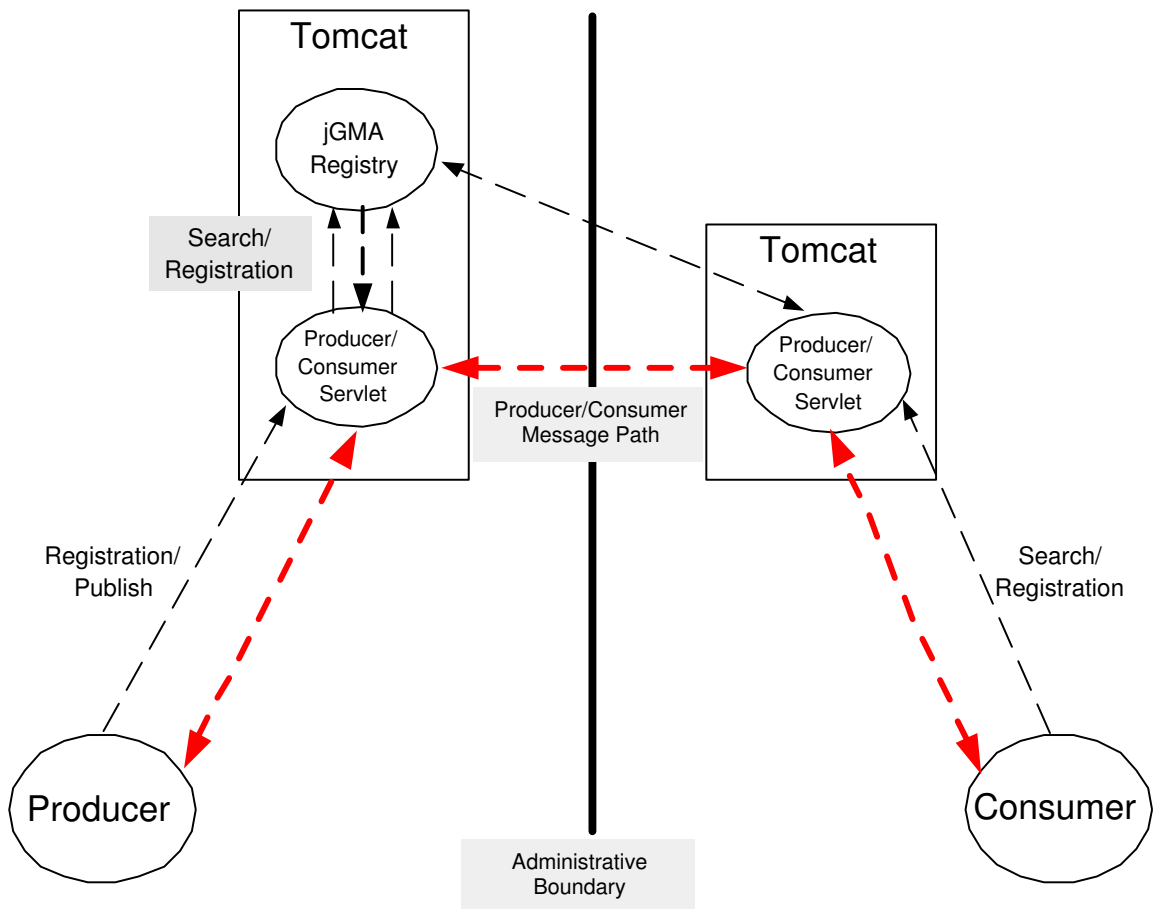 Tomcat
jGMA
Registry
Search/
Registration
Producer/
Consumer
Servlet
Tomcat
Producer/
Consumer
Servlet
Producer/Consumer
Message Path
Registration/
Publish
Search/
Registration
Producer
Consumer
Administrative
Boundary